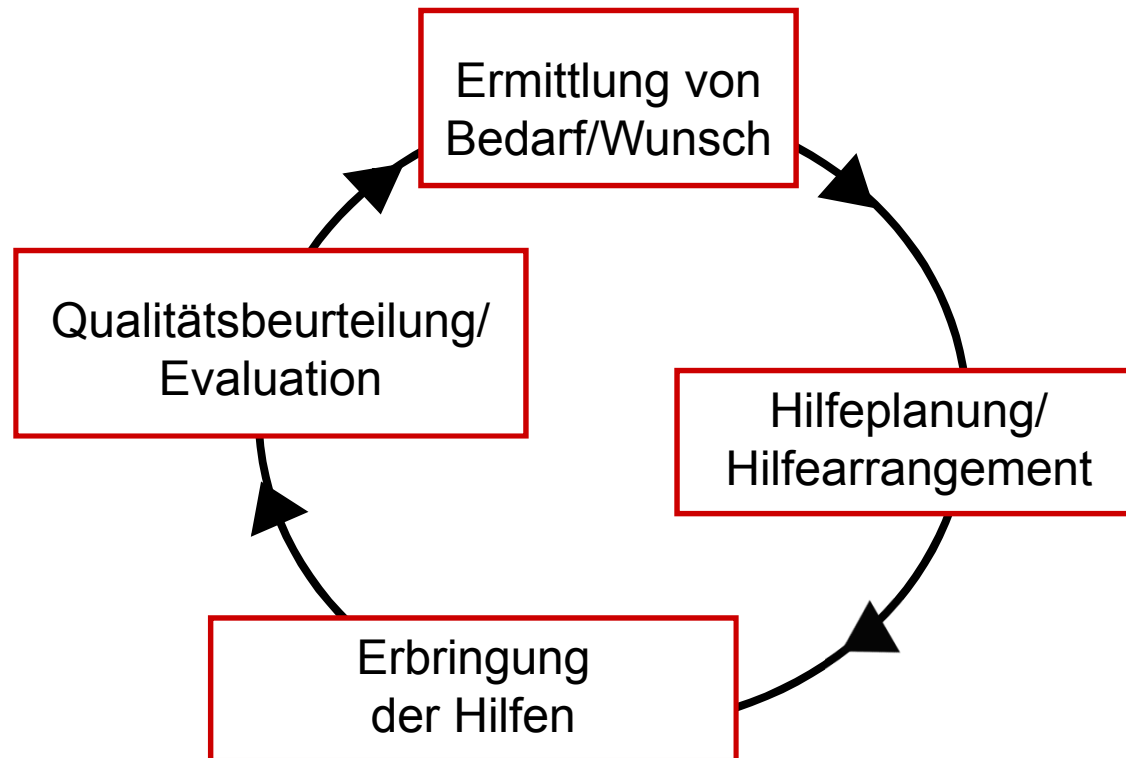 Ermittlung von
Bedarf/Wunsch
Qualitätsbeurteilung/
Evaluation
Hilfeplanung/
Hilfearrangement
Erbringung
der Hilfen